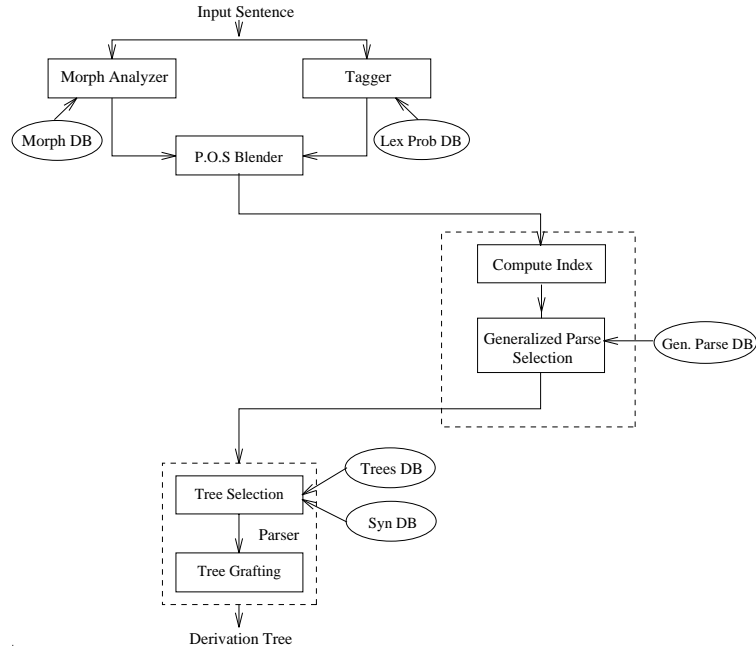 Input Sentence
Morph Analyzer
Tagger
Morph DB
Lex Prob DB
P.O.S Blender
Compute Index
Generalized Parse
Selection
Gen. Parse DB
Trees DB
Tree Selection
Syn DB
Parser
Tree Grafting
Derivation Tree